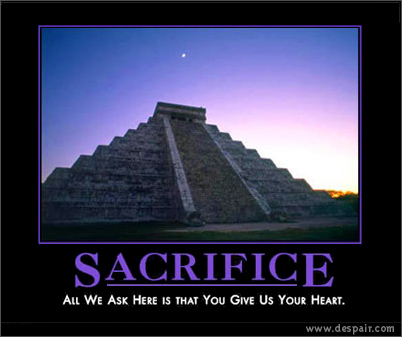 SACRIFICE
ALL WE ASK HERE IS THAT YOU GIVE US YOUR HEART.
www.despair.com